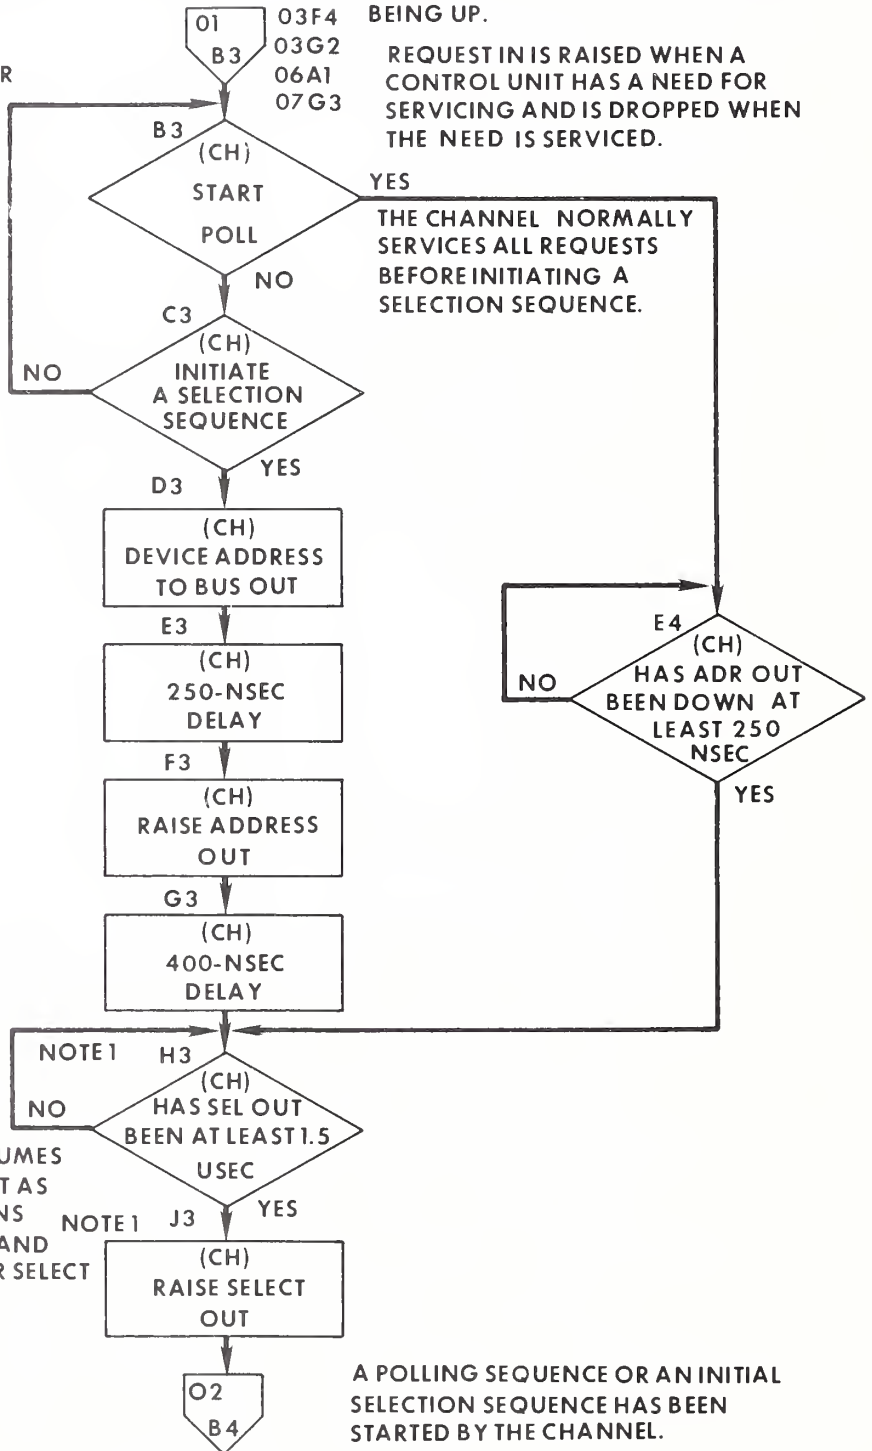 01
B3
03F4
03G2
06A1
07G3
BEING UP.
REQUEST IN IS RAISED WHEN A
CONTROL UNIT HAS A NEED FOR
SERVICING AND IS DROPPED WHEN
THE NEED IS SERVICED.
R
B3
(CH)
START
POLL
YES
THE CHANNEL NORMALLY
SERVICES ALL REQUESTS
BEFORE INITIATING A
SELECTION SEQUENCE.
NO
C3
(CH)
INITIATE
A SELECTION
SEQUENCE
NO
YES
D3
(CH)
DEVICE ADDRESS
TO BUS OUT
E3
(CH)
250-NSEC
DELAY
F3
(CH)
RAISE ADDRESS
OUT
G3
(CH)
400-NSEC
DELAY
E4
(CH)
HAS ADR OUT
BEEN DOWN AT
LEAST 250
NSEC
NO
YES
NOTE 1
H3
(CH)
HAS SEL OUT
BEEN AT LEAST 1.5
USEC
NO
YES
UMES
T AS
NS
AND
R SELECT
NOTE 1
J3
(CH)
RAISE SELECT
OUT
02
B4
A POLLING SEQUENCE OR AN INITIAL
SELECTION SEQUENCE HAS BEEN
STARTED BY THE CHANNEL.